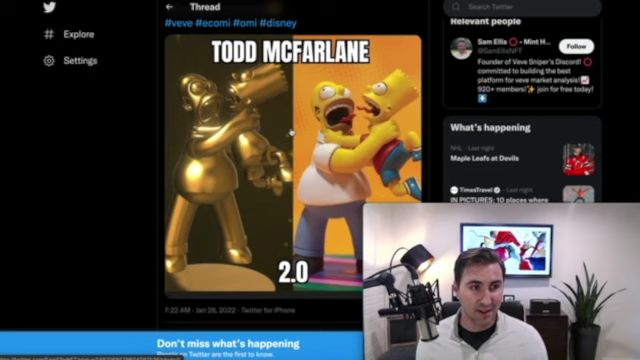 Thread
Search Twitter
#veve #ecomi #omi #disney
Explore
Settings
TODD MCFARLANE
2.0
7:22 AM · Jan 28, 2022 · Twitter for iPhone
Relevant people
Sam Ellis ⭕ - Mint H...
@SamEllisNFT
Follow
Founder of Veve Sniper's Discord! ⭕
committed to building the best
platform for veve market analysis!📈
920+ members!✨ join for free today!
⬇️
What's happening
NHL · Last night
Maple Leafs at Devils
TimesTravel · Last night
IN PICTURES: 10 places where
Don't miss what's happening
People on Twitter are the first to know.